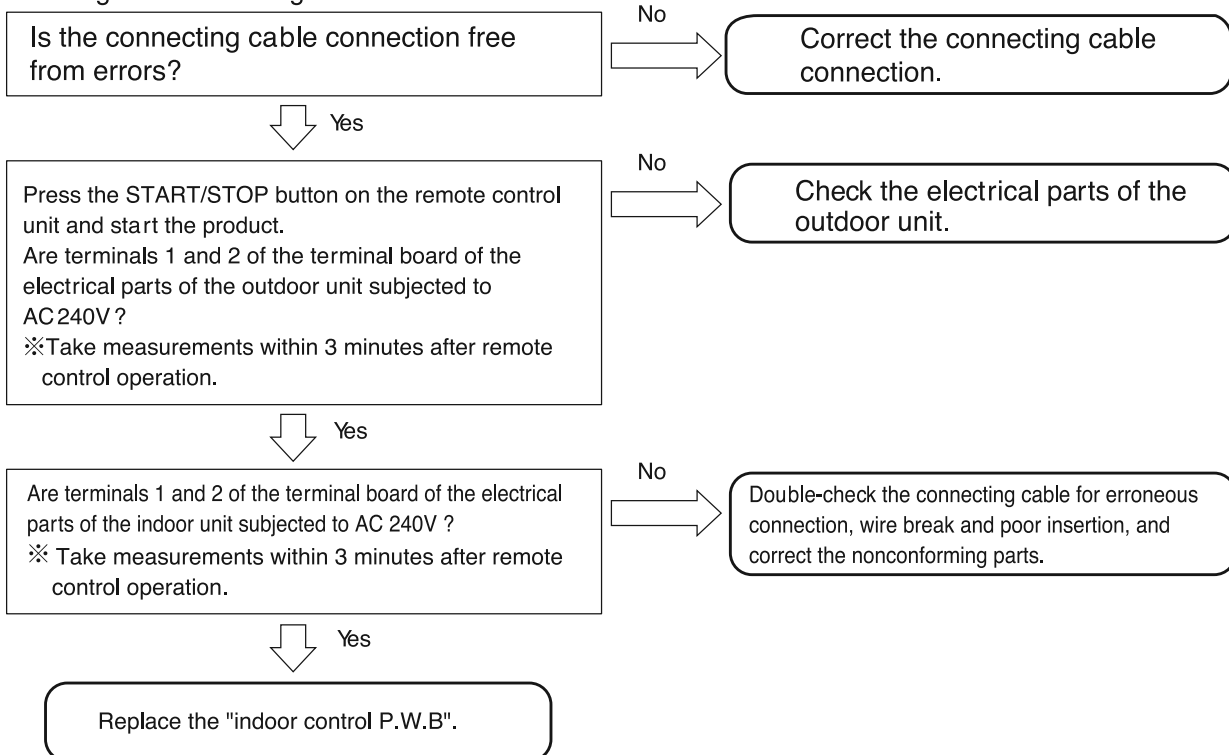 No
Is the connecting cable connection free
from errors?
Correct the connecting cable
connection.
Yes
No
Press the START/STOP button on the remote control
unit and start the product.
Are terminals 1 and 2 of the terminal board of the
electrical parts of the outdoor unit subjected to
AC240V ?
※Take measurements within 3 minutes after remote
control operation.
Check the electrical parts of the
outdoor unit.
Yes
No
Are terminals 1 and 2 of the terminal board of the electrical
parts of the indoor unit subjected to AC 240V ?
※ Take measurements within 3 minutes after remote
control operation.
Double-check the connecting cable for erroneous
connection, wire break and poor insertion, and
correct the nonconforming parts.
Yes
Replace the "indoor control P.W.B".